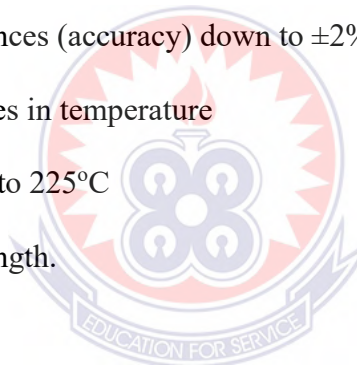 nces (accuracy) down to ±2%
es in temperature
to 225°C
ngth.
EDUCATION FOR SERVICE